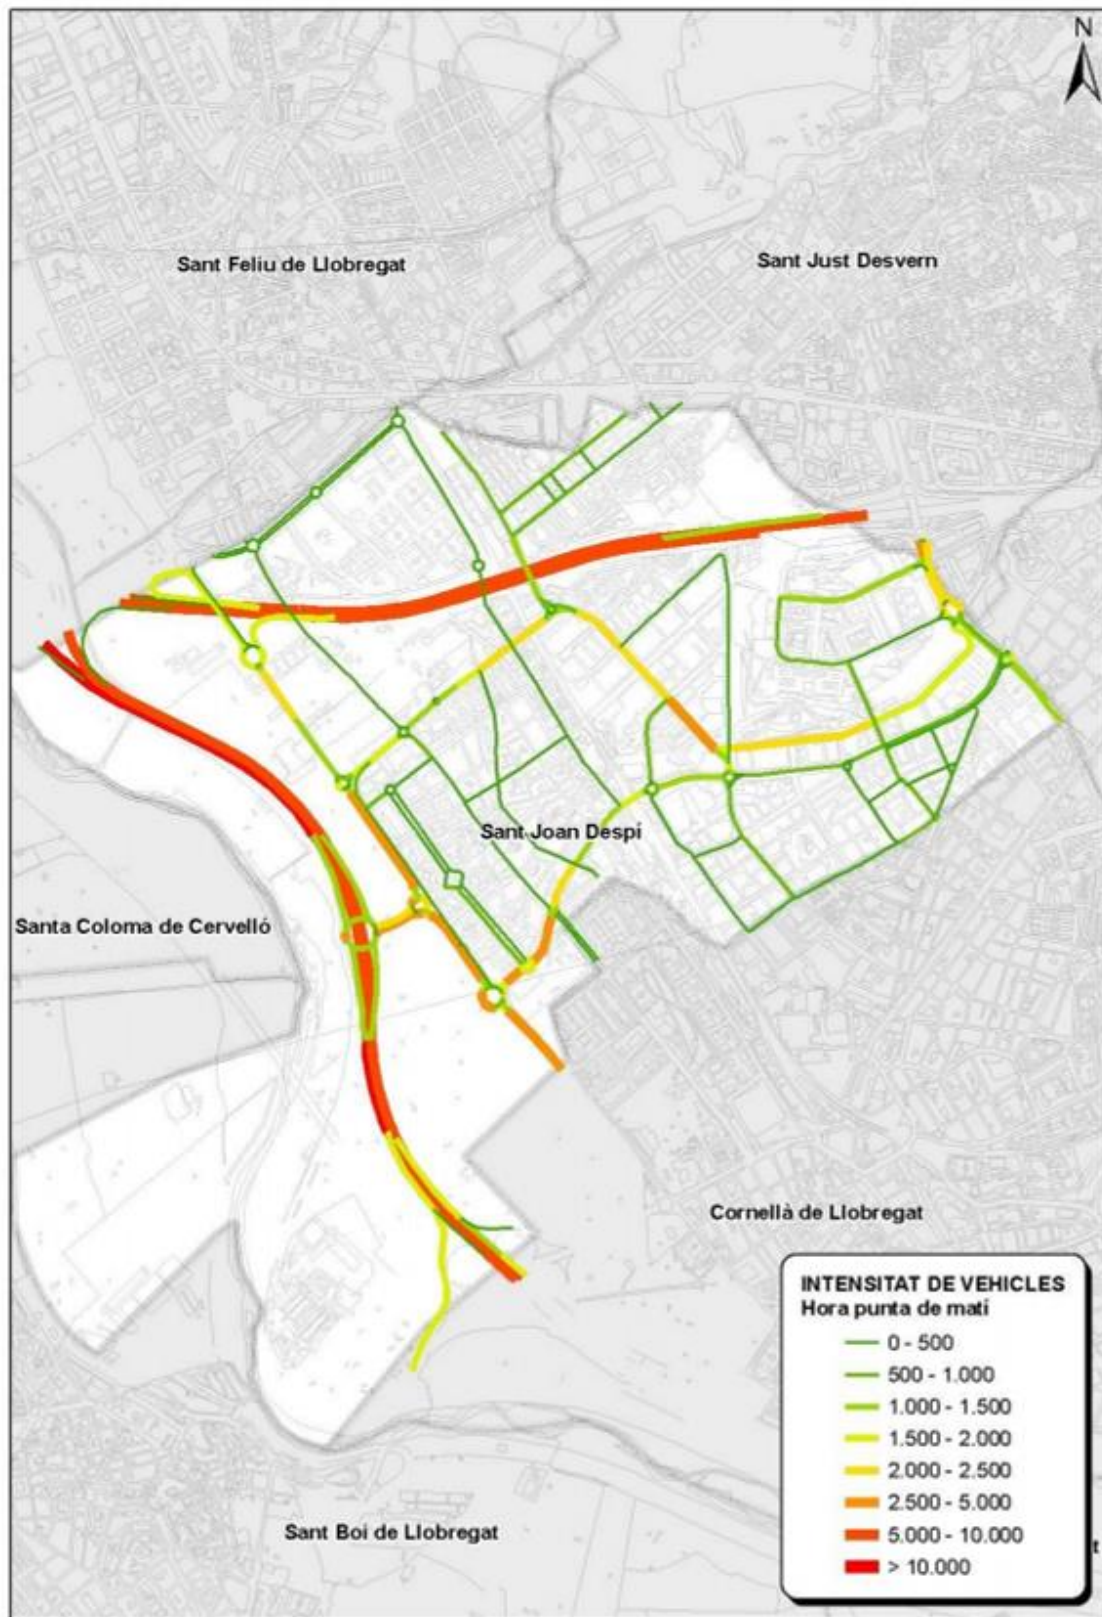 N
Sant Feliu de Llobregat
Sant Just Desvern
Sant Joan Despí
Santa Coloma de Cervelló
Cornellà de Llobregat
INTENSITAT DE VEHICLES
Hora punta de matí
0 - 500
500 - 1.000
1.000 - 1.500
1.500 - 2.000
2.000 - 2.500
2.500 - 5.000
5.000 - 10.000
> 10.000
Sant Boi de Llobregat
t